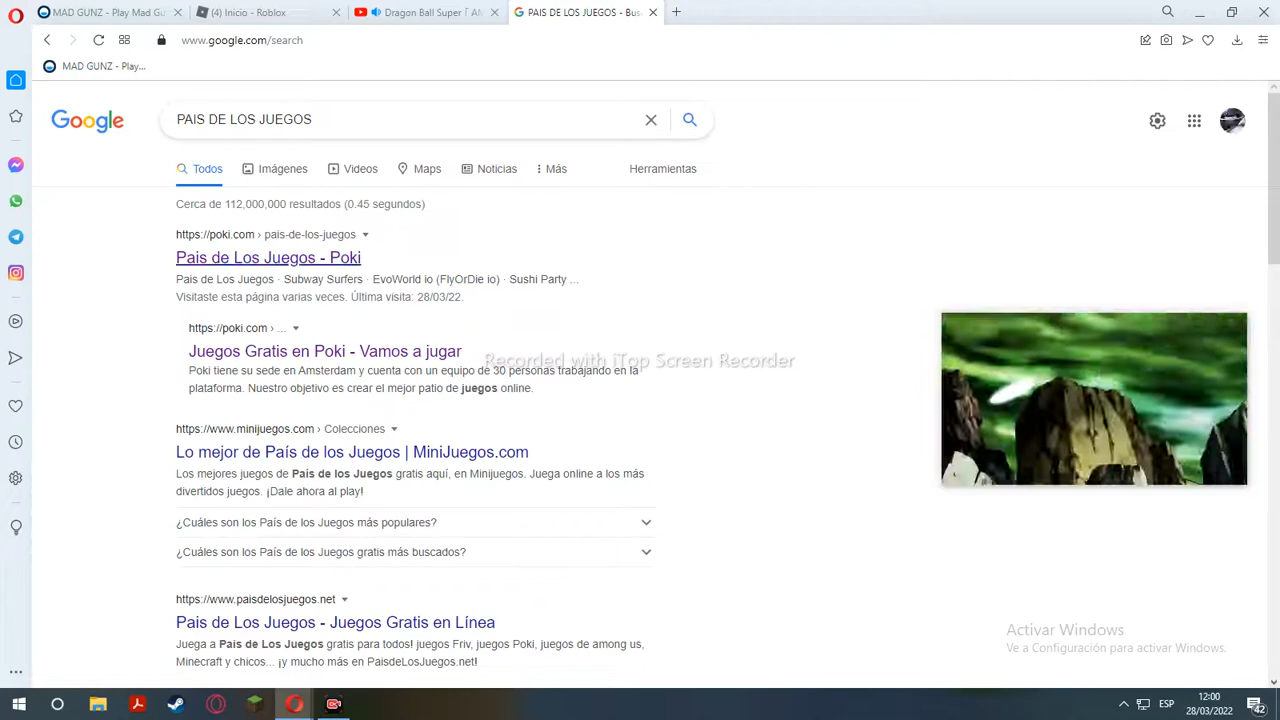 MAD GUNZ - Play Mad Gu
(4) Inicio - Roblox
Dragon Ball Super ⎡ AM
PAIS DE LOS JUEGOS - Bus
www.google.com/search
MAD GUNZ - Play...
Google
PAIS DE LOS JUEGOS
Todos
Imágenes
Videos
Maps
Noticias
Más
Herramientas
Cerca de 112,000,000 resultados (0.45 segundos)
https://poki.com › pais-de-los-juegos
Pais de Los Juegos - Poki
Pais de Los Juegos · Subway Surfers · EvoWorld io (FlyOrDie io) · Sushi Party ...
Visitaste esta página varias veces. Última visita: 28/03/22.
https://poki.com › ...
Juegos Gratis en Poki - Vamos a jugar
Recorded with iTop Screen Recorder
Poki tiene su sede en Amsterdam y cuenta con un equipo de 30 personas trabajando en la
plataforma. Nuestro objetivo es crear el mejor patio de juegos online.
https://www.minijuegos.com › Colecciones
Lo mejor de País de los Juegos | MiniJuegos.com
Los mejores juegos de País de los Juegos gratis aquí, en Minijuegos. Juega online a los más
divertidos juegos. ¡Dale ahora al play!
¿Cuáles son los País de los Juegos más populares?
¿Cuáles son los País de los Juegos gratis más buscados?
https://www.paisdelosjuegos.net
Pais de Los Juegos - Juegos Gratis en Línea
Juega a Pais de Los Juegos gratis para todos! juegos Friv, juegos Poki, juegos de among us,
Minecraft y chicos... ¡y mucho más en PaisdeLosJuegos.net!
Activar Windows
Ve a Configuración para activar Windows.
ESP
12:00
28/03/2022
42